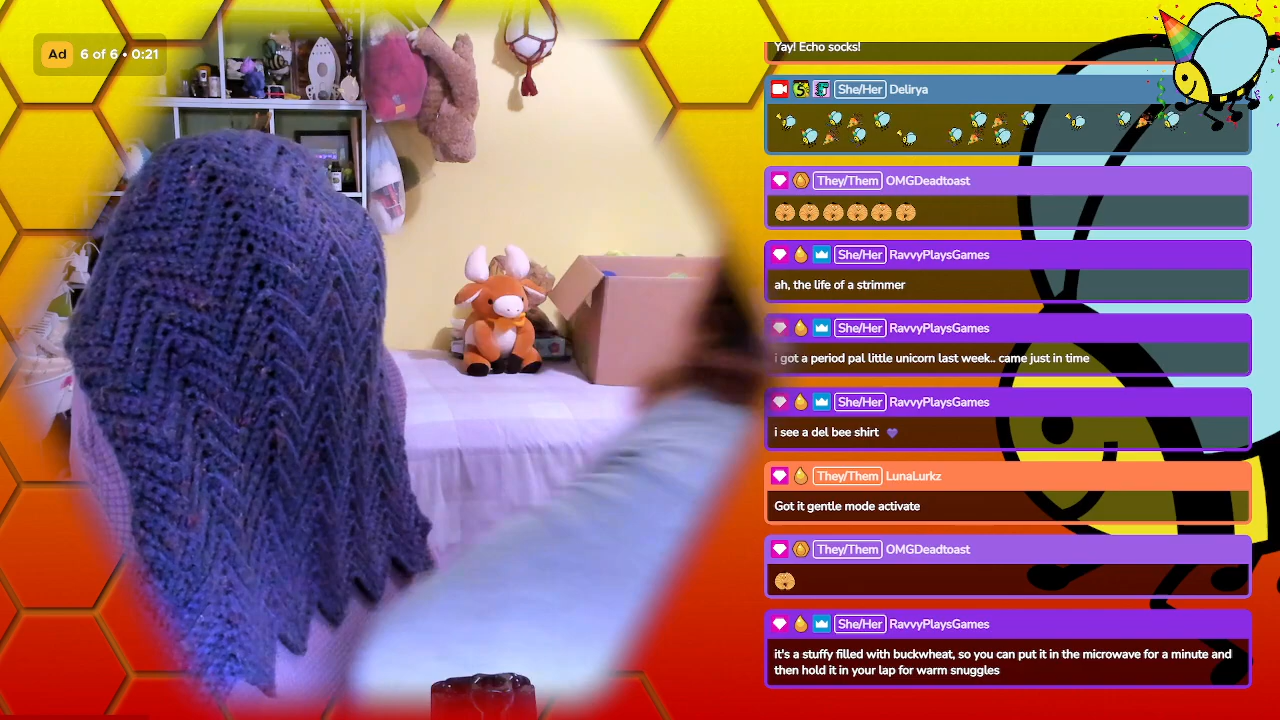 Ad 6 of 6 • 0:21
Yay! Echo socks!
She/Her Delirya
They/Them OMGDeadtoast
She/Her RavvyPlaysGames
ah, the life of a strimmer
She/Her RavvyPlaysGames
i got a period pal little unicorn last week.. came just in time
She/Her RavvyPlaysGames
i see a del bee shirt 💜
They/Them LunaLurkz
Got it gentle mode activate
They/Them OMGDeadtoast
She/Her RavvyPlaysGames
it's a stuffy filled with buckwheat, so you can put it in the microwave for a minute and
then hold it in your lap for warm snuggles